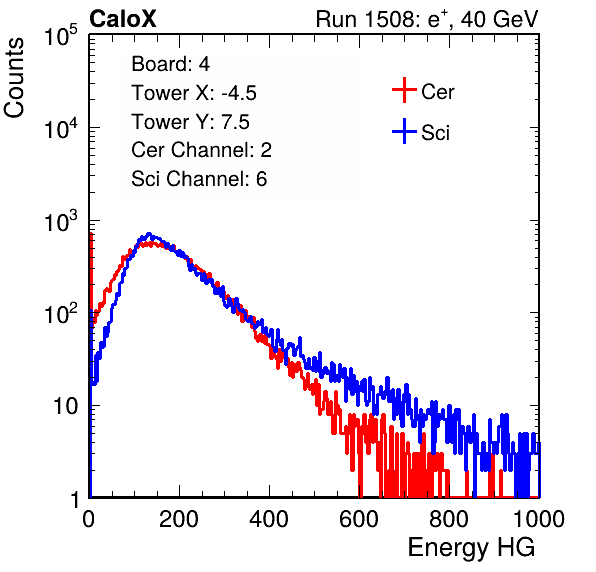 CaloX
Run 1508: e+, 40 GeV
Counts
Board: 4
Tower X: -4.5
Tower Y: 7.5
Cer Channel: 2
Sci Channel: 6
Cer
Sci
10^5
10^4
10^3
10^2
10
1
0 200 400 600 800 1000
Energy HG